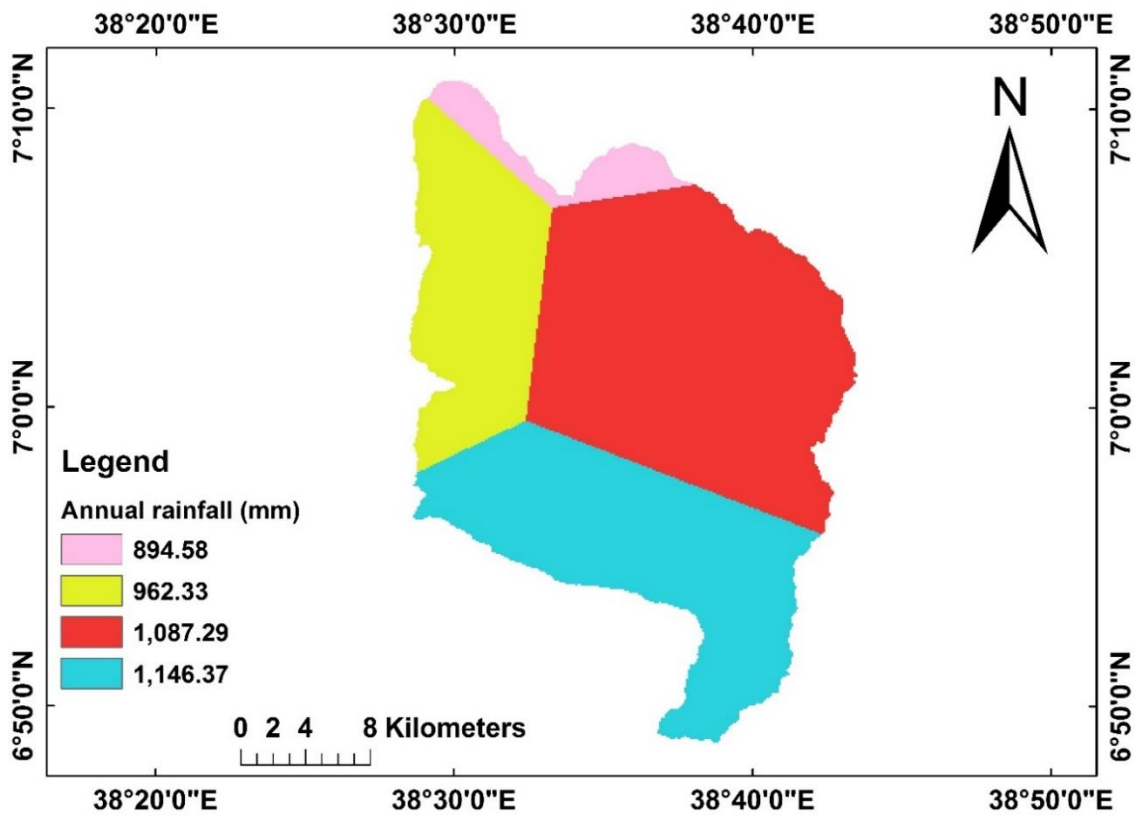 38°20'0"E 38°30'0"E 38°40'0"E 38°50'0"E
7°10'0"N 7°10'0"N
N
7°0'0"N 7°0'0"N
Legend
Annual rainfall (mm)
894.58
962.33
1,087.29
1,146.37
6°50'0"N 6°50'0"N
0 2 4 8 Kilometers
38°20'0"E 38°30'0"E 38°40'0"E 38°50'0"E